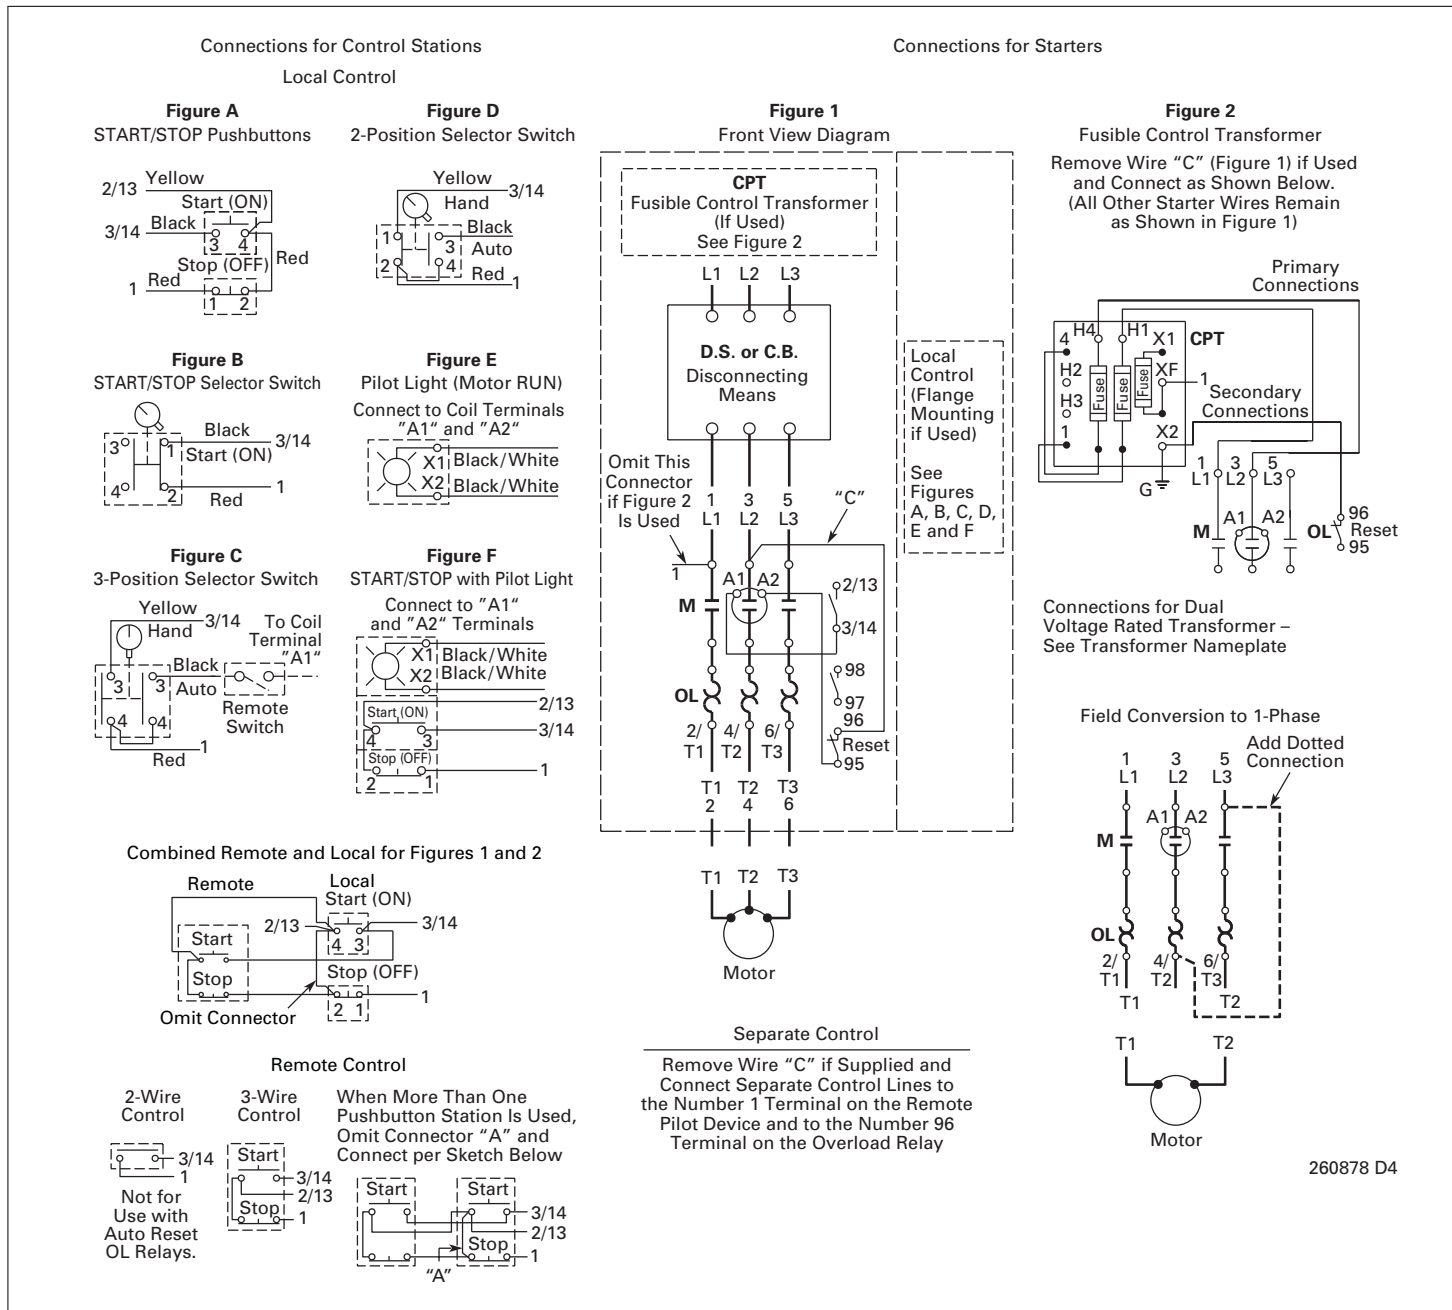 Connections for Control Stations
Local Control
Figure A
START/STOP Pushbuttons
2/13 Yellow
Start (ON)
3/14 Black
3 4
Stop (OFF)
Red
1 Red
1 2
Figure B
START/STOP Selector Switch
3 1
Black
3/14
Start (ON)
4 2
1
Red
Figure C
3-Position Selector Switch
Yellow
3/14
Hand
To Coil
Terminal
"A1"
3 3
Black
Auto
Remote
Switch
4 4
1
Red
Figure D
2-Position Selector Switch
Yellow
3/14
Hand
1 3
Black
Auto
2 4
Red
1
Figure E
Pilot Light (Motor RUN)
Connect to Coil Terminals
"A1" and "A2"
X1 Black/White
X2 Black/White
Figure F
START/STOP with Pilot Light
Connect to "A1"
and "A2" Terminals
X1 Black/White
X2 Black/White
2/13
Start (ON)
3/14
4 3
Stop (OFF)
1
2 1
Combined Remote and Local for Figures 1 and 2
Remote
Local
Start (ON)
2/13
3/14
4 3
Start
Stop
Stop (OFF)
1
2 1
Omit Connector
Remote Control
2-Wire
Control
3/14
1
Not for
Use with
Auto Reset
OL Relays.
3-Wire
Control
Start
3/14
2/13
Stop
1
When More Than One
Pushbutton Station Is Used,
Omit Connector “A” and
Connect per Sketch Below
Start
Start
3/14
2/13
Stop
1
“A”
Connections for Starters
Figure 1
Front View Diagram
CPT
Fusible Control Transformer
(If Used)
See Figure 2
L1 L2 L3
D.S. or C.B.
Disconnecting
Means
Local
Control
(Flange
Mounting
if Used)
See
Figures
A, B, C, D,
E and F
Omit This
Connector
if Figure 2
Is Used
1 3 5
L1 L2 L3
“C”
1
A1 A2
2/13
M
3/14
98
OL
97
96
2/ 4/ 6/
T1 T2 T3
Reset
95
T1 T2 T3
2 4 6
T1 T2 T3
Motor
Separate Control
Remove Wire “C” if Supplied and
Connect Separate Control Lines to
the Number 1 Terminal on the Remote
Pilot Device and to the Number 96
Terminal on the Overload Relay
Figure 2
Fusible Control Transformer
Remove Wire “C” (Figure 1) if Used
and Connect as Shown Below.
(All Other Starter Wires Remain
as Shown in Figure 1)
Primary
Connections
4 H4 H1 X1 CPT
H2 XF
1
H3
Fuse Fuse Fuse
Secondary
Connections
1 X2
G
1 3 5
L1 L2 L3
A1 A2
M
OL
96
Reset
95
Connections for Dual
Voltage Rated Transformer –
See Transformer Nameplate
Field Conversion to 1-Phase
Add Dotted
Connection
1 3 5
L1 L2 L3
A1 A2
M
OL
2/ 4/ 6/
T1 T2 T3
T1 T2
T1 T2
Motor
260878 D4